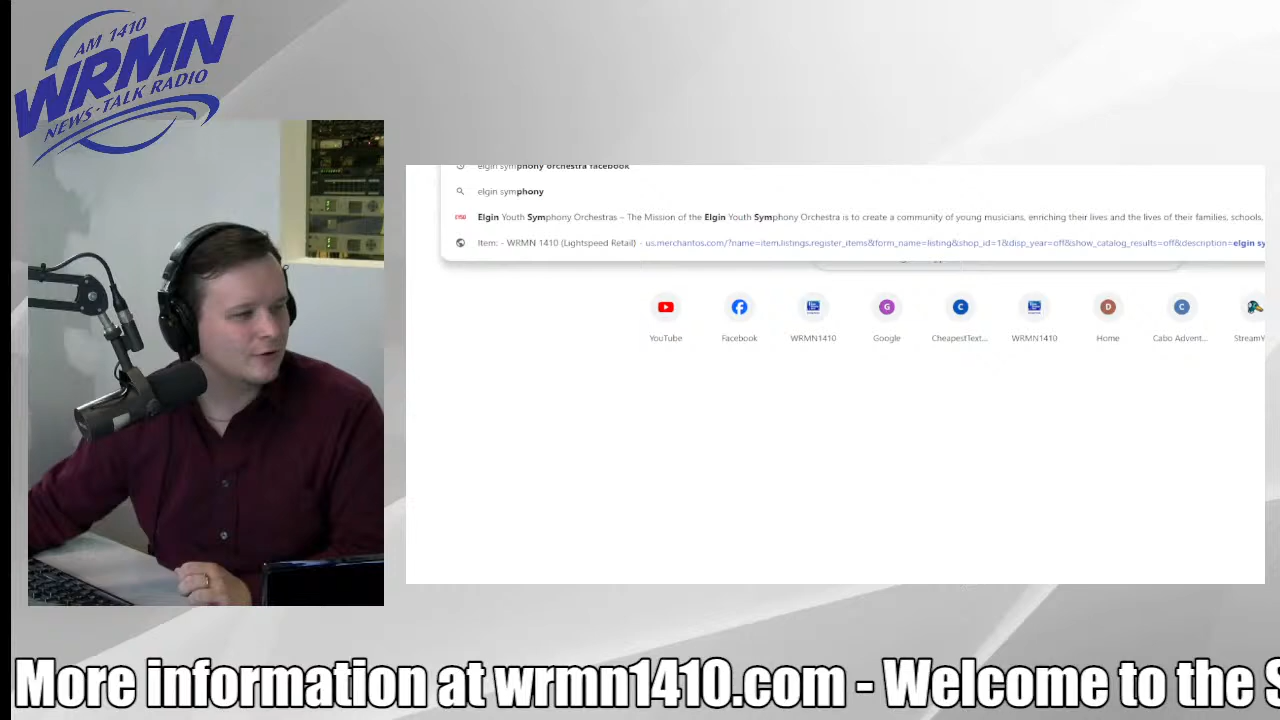 AM 1410
WRMN
NEWS·TALK RADIO
elgin symphony orchestra facebook
elgin symphony
Elgin Youth Symphony Orchestras – The Mission of the Elgin Youth Symphony Orchestra is to create a community of young musicians, enriching their lives and the lives of their families, schools,
Item: - WRMN 1410 (Lightspeed Retail) - us.merchantos.com/?name=item.listings.register_items&form_name=listing&shop_id=1&disp_year=off&show_catalog_results=off&description=elgin sy
YouTube
Facebook
WRMN1410
Google
CheapestText...
WRMN1410
Home
Cabo Advent...
StreamY
More information at wrmn1410.com - Welcome to the S